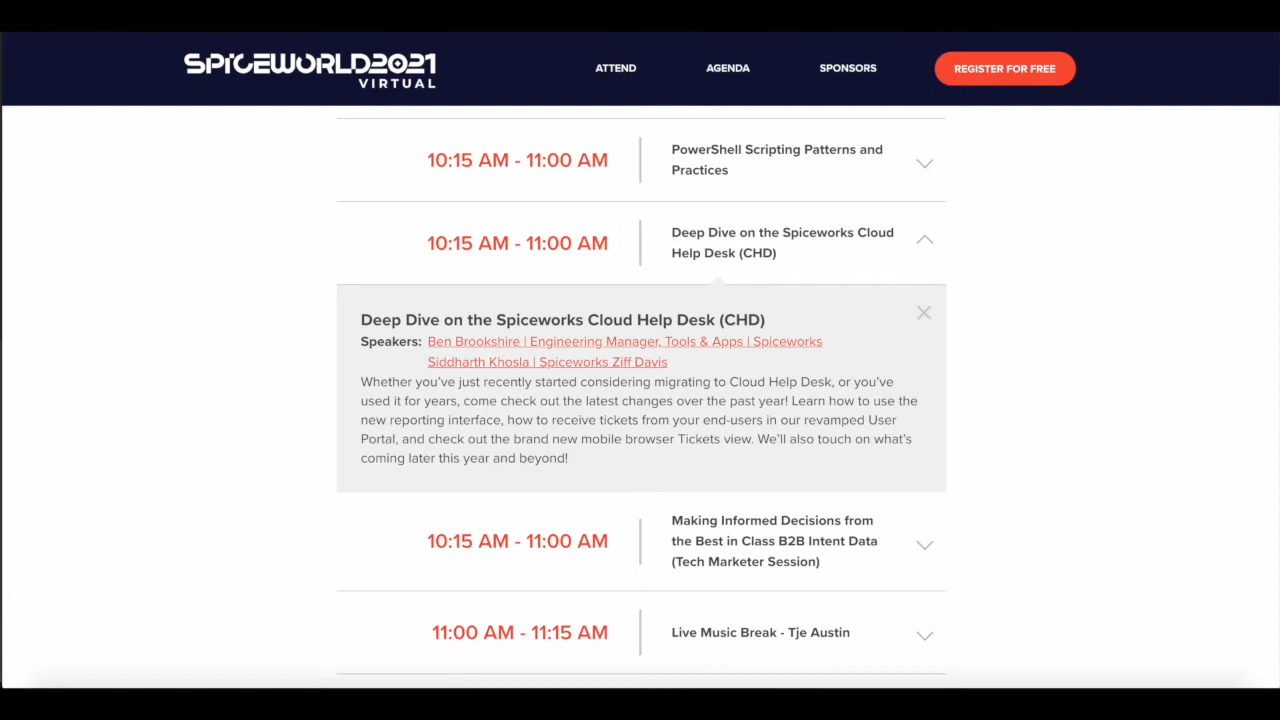 SPICEWORLD2021
VIRTUAL
ATTEND
AGENDA
SPONSORS
REGISTER FOR FREE
10:15 AM - 11:00 AM
PowerShell Scripting Patterns and
Practices
10:15 AM - 11:00 AM
Deep Dive on the Spiceworks Cloud
Help Desk (CHD)
Deep Dive on the Spiceworks Cloud Help Desk (CHD)
Speakers: Ben Brookshire | Engineering Manager, Tools & Apps | Spiceworks
Siddharth Khosla | Spiceworks Ziff Davis
Whether you've just recently started considering migrating to Cloud Help Desk, or you've
used it for years, come check out the latest changes over the past year! Learn how to use the
new reporting interface, how to receive tickets from your end-users in our revamped User
Portal, and check out the brand new mobile browser Tickets view. We'll also touch on what's
coming later this year and beyond!
10:15 AM - 11:00 AM
Making Informed Decisions from
the Best in Class B2B Intent Data
(Tech Marketer Session)
11:00 AM - 11:15 AM
Live Music Break - Tje Austin